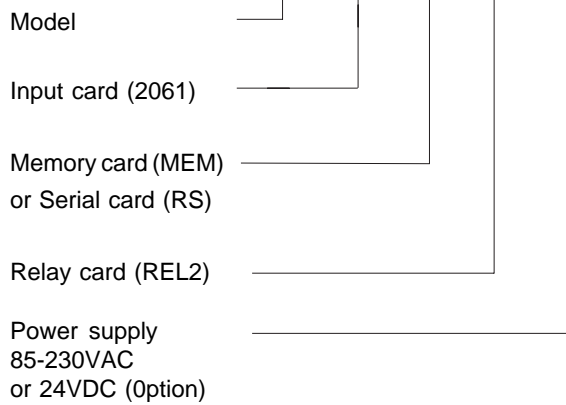 Model
Input card (2061)
Memory card (MEM)
or Serial card (RS)
Relay card (REL2)
Power supply
85-230VAC
or 24VDC (0ption)